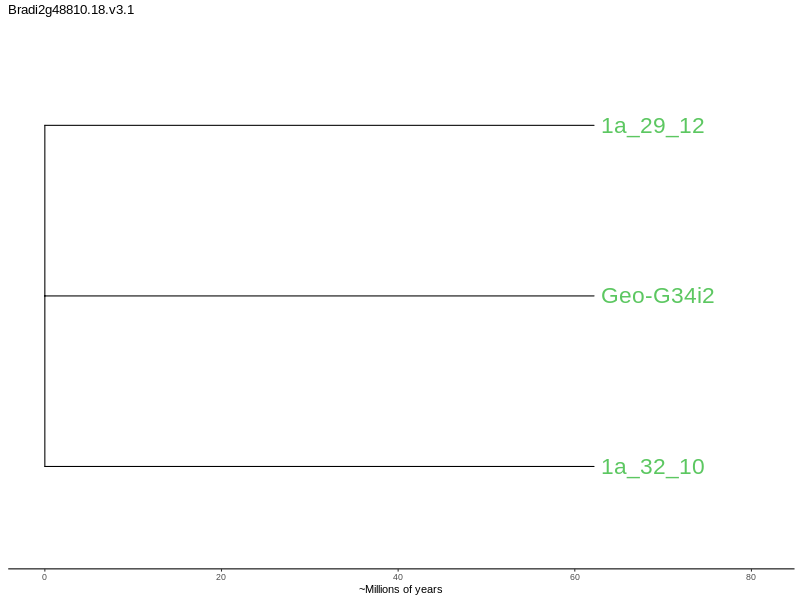 Bradi2g48810.18.v3.1
1a_29_12
Geo-G34i2
1a_32_10
0 20 40 60 80
~Millions of years